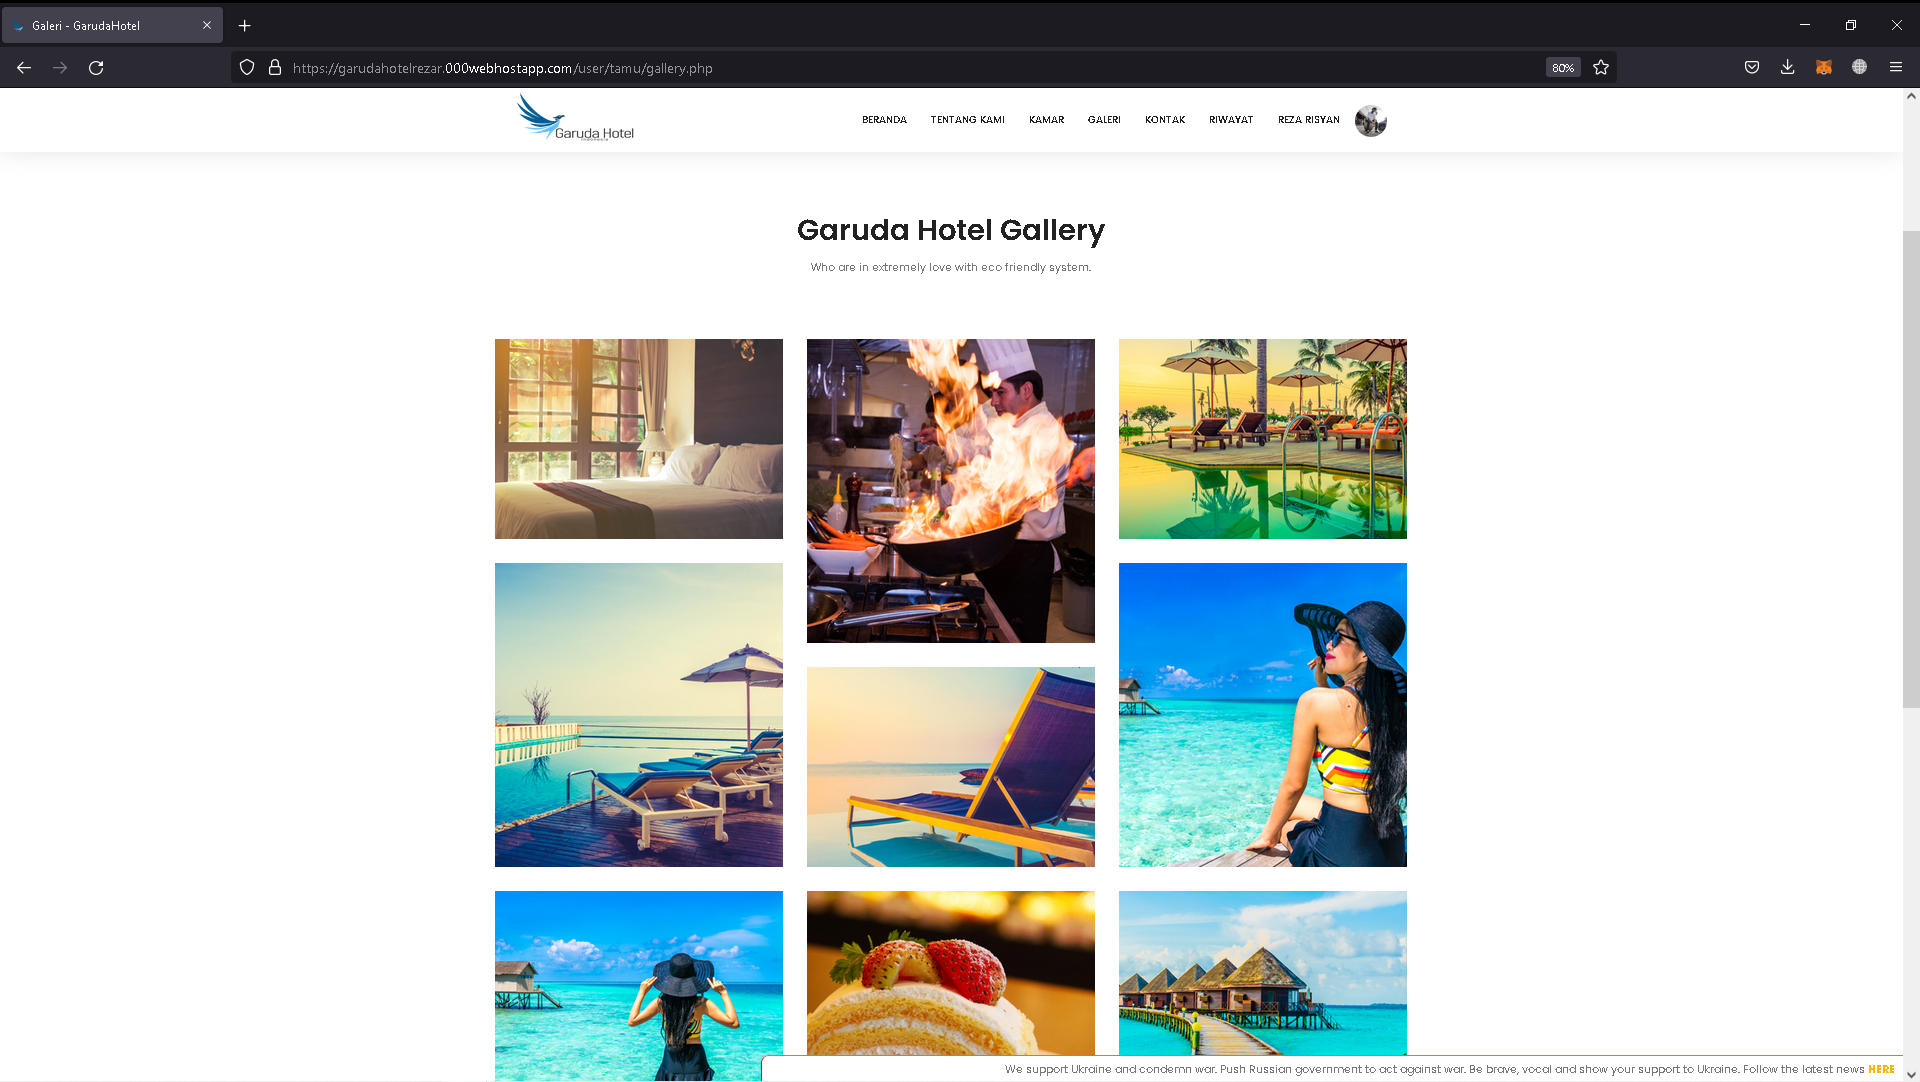 Galeri - GarudaHotel
https://garudahotelrezar.000webhostapp.com/user/tamu/gallery.php
80%
Garuda Hotel
BERANDA
TENTANG KAMI
KAMAR
GALERI
KONTAK
RIWAYAT
REZA RISYAN
Garuda Hotel Gallery
Who are in extremely love with eco friendly system.
We support Ukraine and condemn war. Push Russian government to act against war. Be brave, vocal and show your support to Ukraine. Follow the latest news HERE